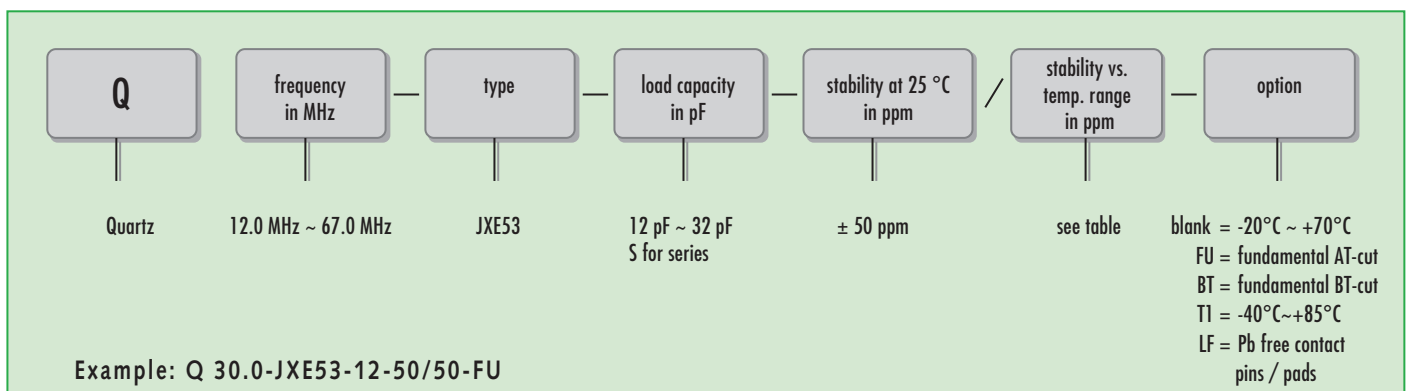 Q
frequency
in MHz
—
type
—
load capacity
in pF
—
stability at 25 °C
in ppm
/
stability vs.
temp. range
in ppm
—
option
Quartz
12.0 MHz ~ 67.0 MHz
JXE53
12 pF ~ 32 pF
S for series
± 50 ppm
see table
blank = -20°C ~ +70°C
FU = fundamental AT-cut
BT = fundamental BT-cut
T1 = -40°C~+85°C
LF = Pb free contact
pins / pads
Example: Q 30.0-JXE53-12-50/50-FU